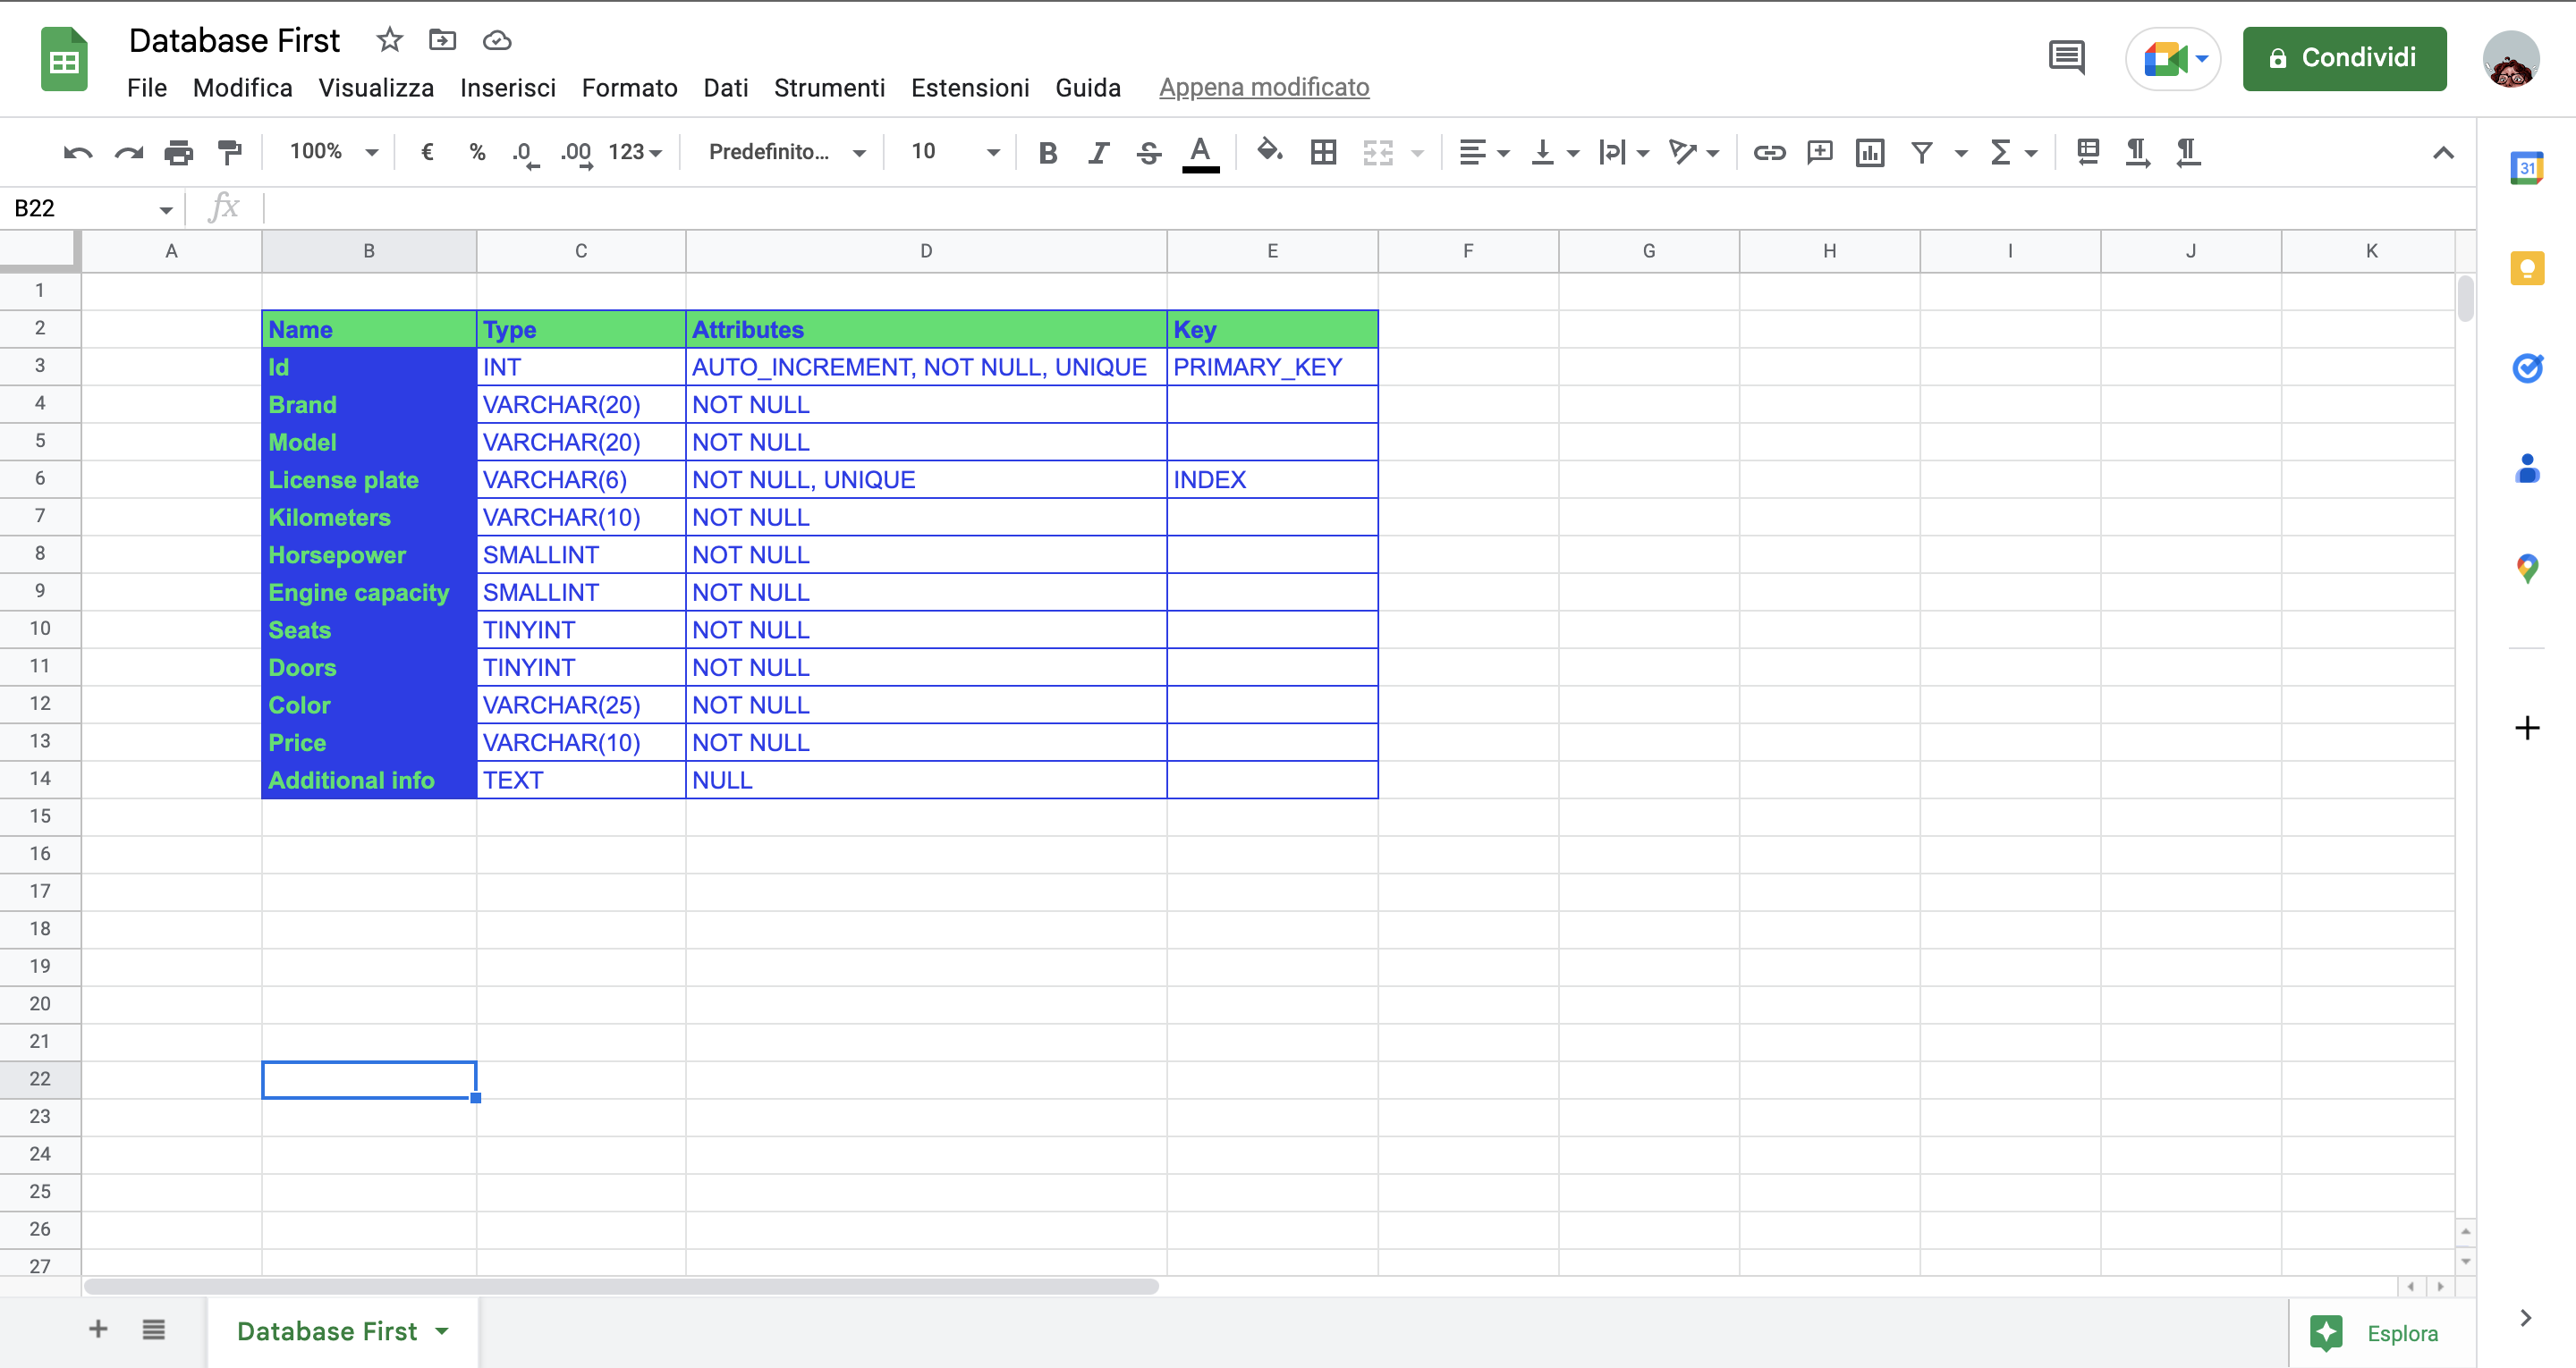 Database First
File Modifica Visualizza Inserisci Formato Dati Strumenti Estensioni Guida Appena modificato
Condividi
100% € % .0 .00 123 Predefinito... 10 B I S A
31
B22 fx
A B C D E F G H I J K
1
2 Name Type Attributes Key
3 Id INT AUTO_INCREMENT, NOT NULL, UNIQUE PRIMARY_KEY
4 Brand VARCHAR(20) NOT NULL
5 Model VARCHAR(20) NOT NULL
6 License plate VARCHAR(6) NOT NULL, UNIQUE INDEX
7 Kilometers VARCHAR(10) NOT NULL
8 Horsepower SMALLINT NOT NULL
9 Engine capacity SMALLINT NOT NULL
10 Seats TINYINT NOT NULL
11 Doors TINYINT NOT NULL
12 Color VARCHAR(25) NOT NULL
13 Price VARCHAR(10) NOT NULL
14 Additional info TEXT NULL
15
16
17
18
19
20
21
22
23
24
25
26
27
Database First
Esplora